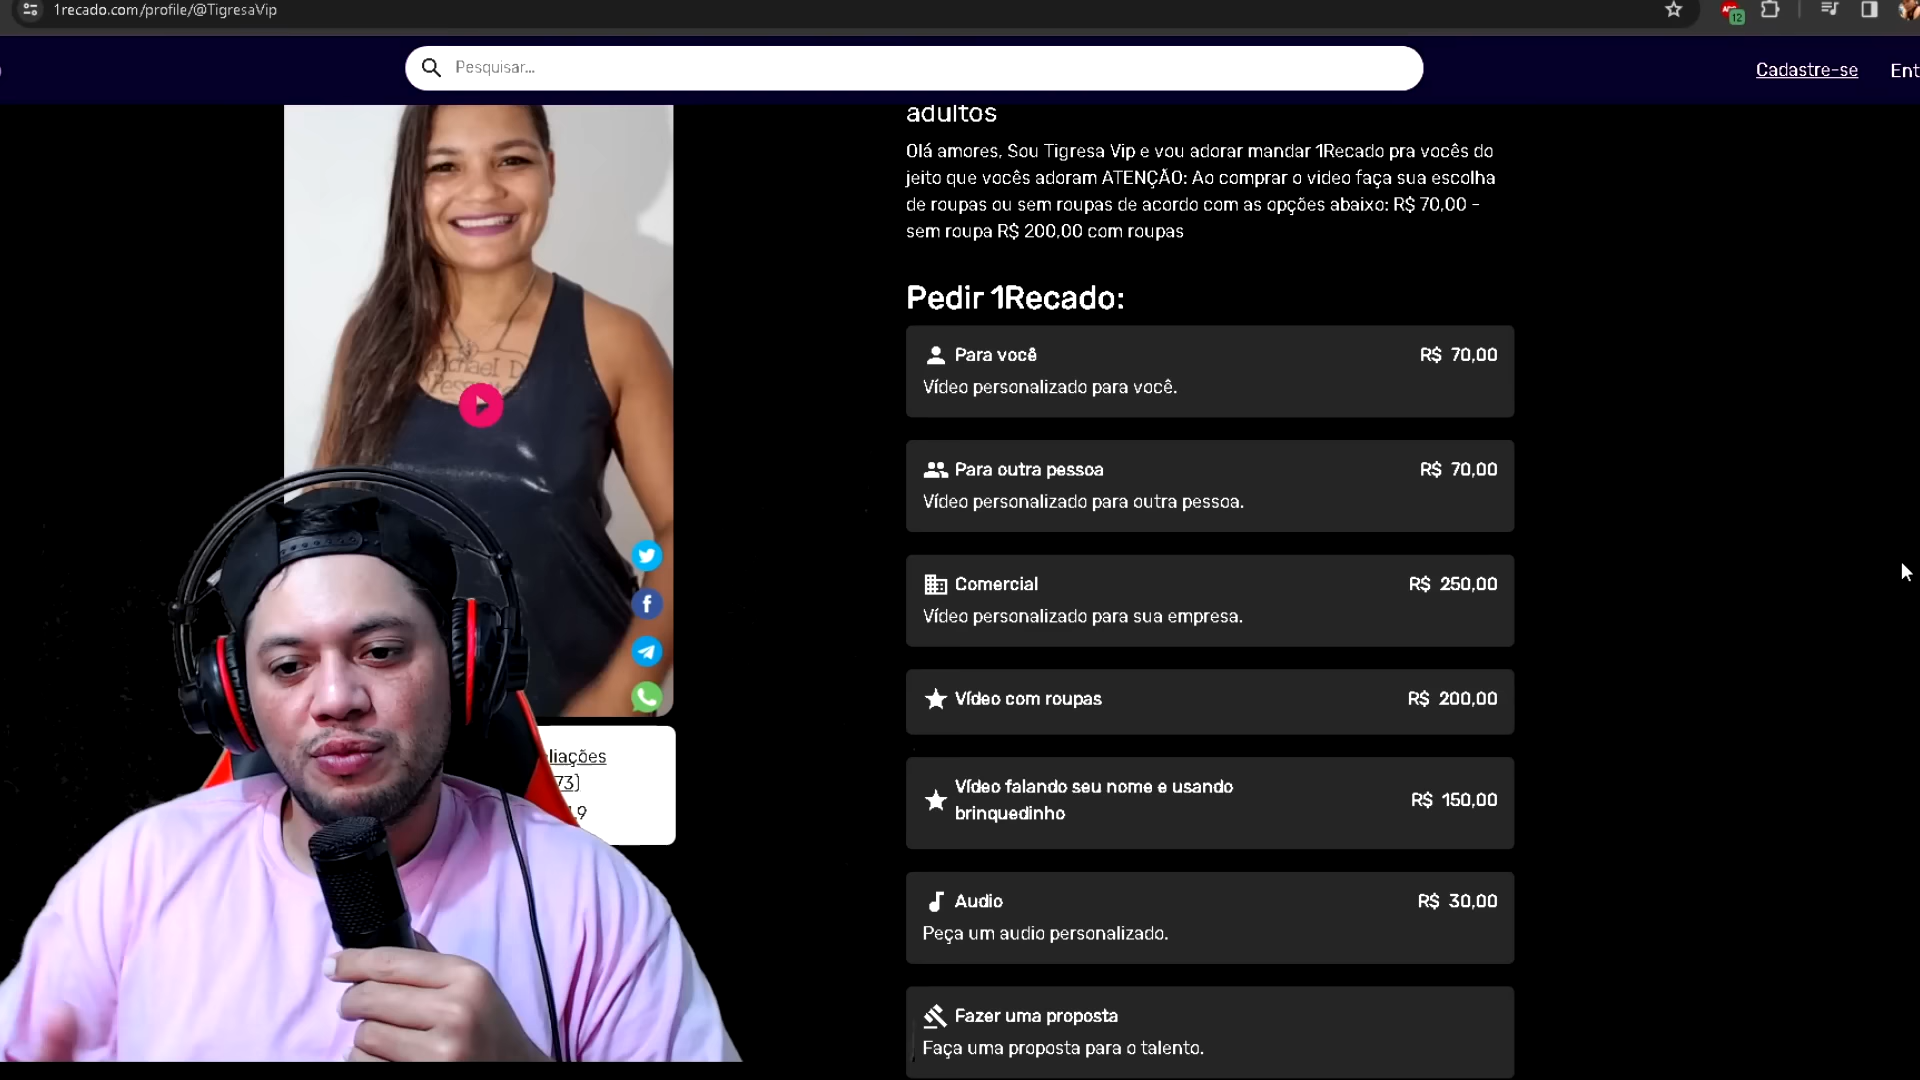 1recado.com/profile/@TigresaVip
12
Pesquisar...
Cadastre-se
Ent
adultos
Olá amores, Sou Tigresa Vip e vou adorar mandar 1Recado pra vocês do
jeito que vocês adoram ATENÇÃO: Ao comprar o video faça sua escolha
de roupas ou sem roupas de acordo com as opções abaixo: R$ 70,00 -
sem roupa R$ 200,00 com roupas
Pedir 1Recado:
Para você R$ 70,00
Vídeo personalizado para você.
Para outra pessoa R$ 70,00
Vídeo personalizado para outra pessoa.
Comercial R$ 250,00
Vídeo personalizado para sua empresa.
Vídeo com roupas R$ 200,00
Vídeo falando seu nome e usando
brinquedinho R$ 150,00
Audio R$ 30,00
Peça um audio personalizado.
Fazer uma proposta
Faça uma proposta para o talento.
liações
73)